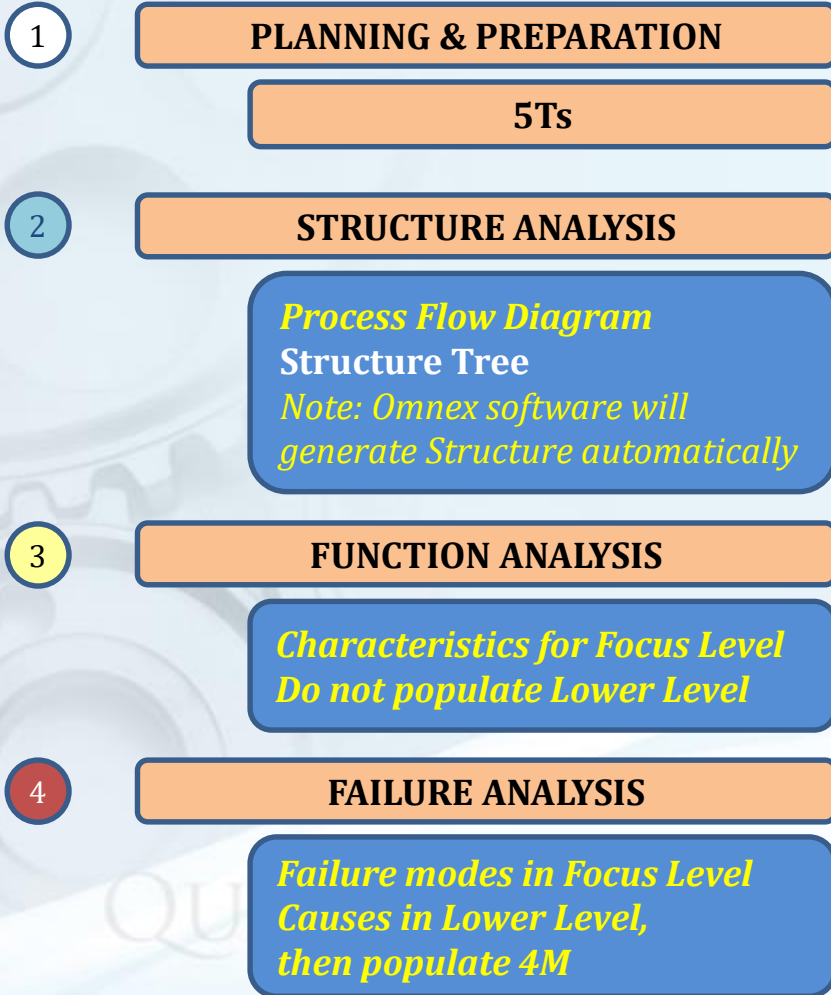 1
PLANNING & PREPARATION
5Ts
2
STRUCTURE ANALYSIS
Process Flow Diagram
Structure Tree
Note: Omnex software will
generate Structure automatically
3
FUNCTION ANALYSIS
Characteristics for Focus Level
Do not populate Lower Level
4
FAILURE ANALYSIS
Failure modes in Focus Level
Causes in Lower Level,
then populate 4M
QU